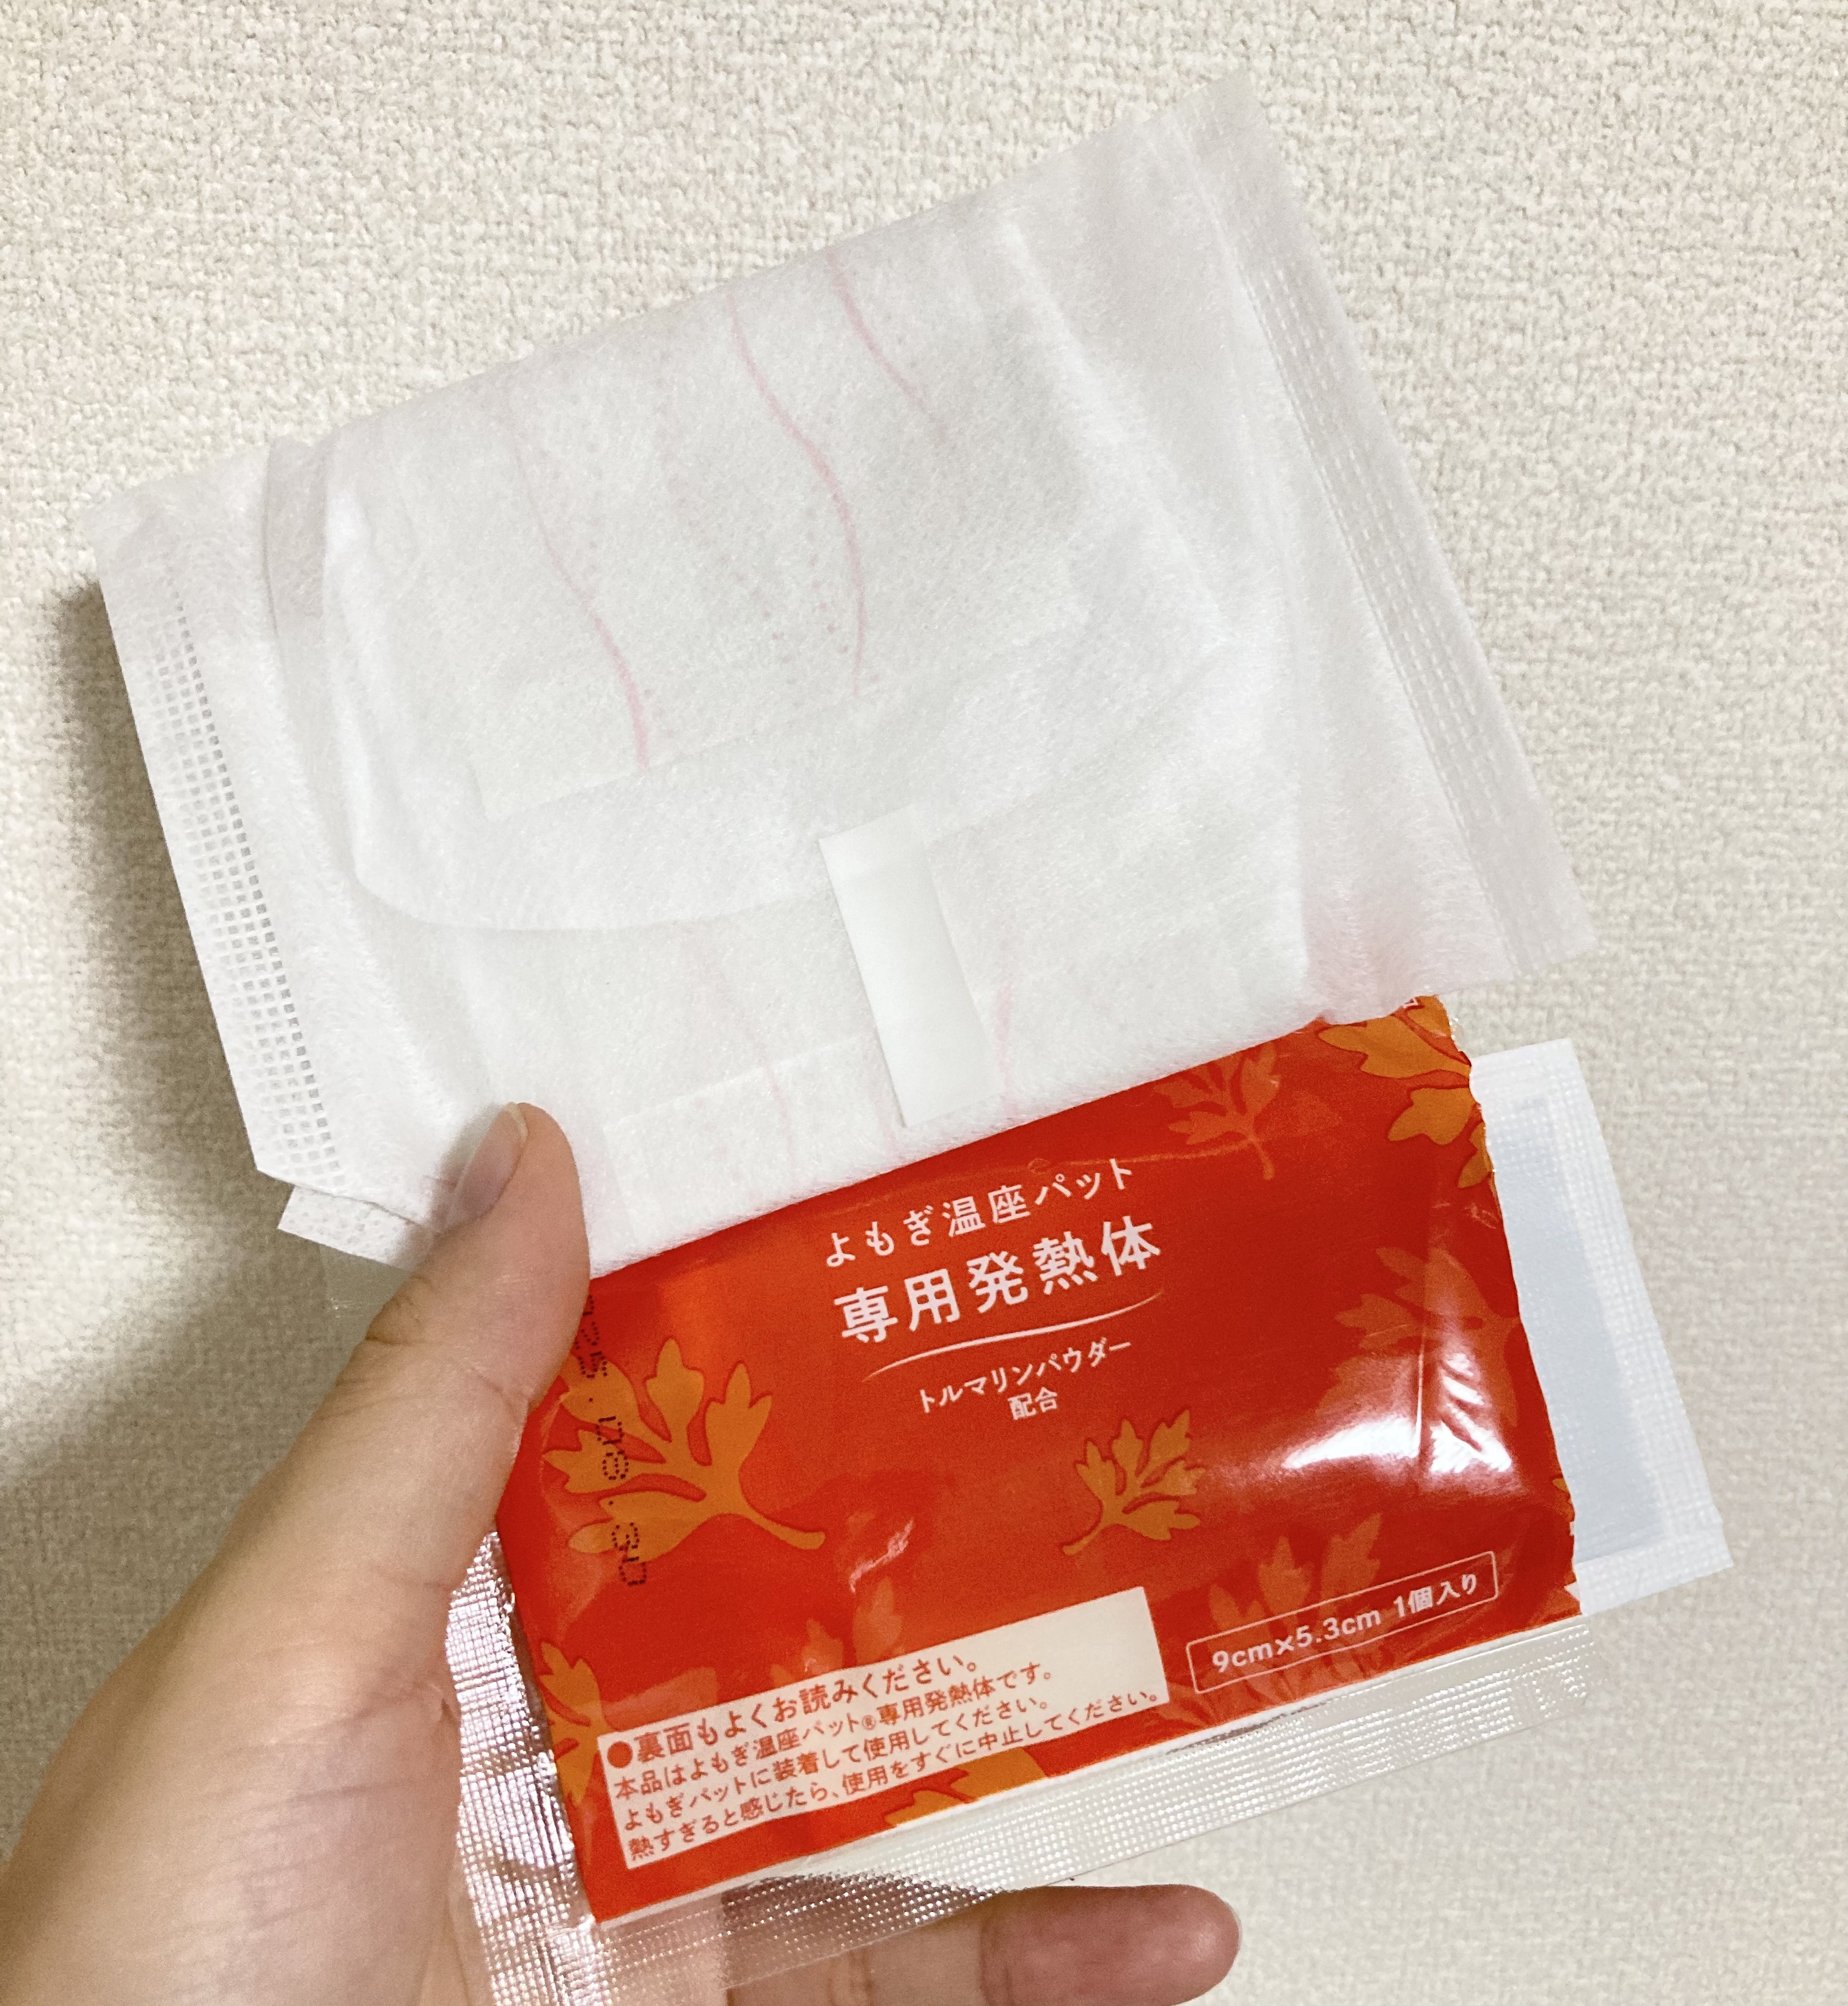 よもぎ温座パット
専用発熱体
トルマリンパウダー
配合
9cm×5.3cm 1個入り
●裏面もよくお読みください。
本品はよもぎ温座パット®専用発熱体です。
よもぎパットに装着して使用してください。
熱すぎると感じたら、使用をすぐに中止してください。